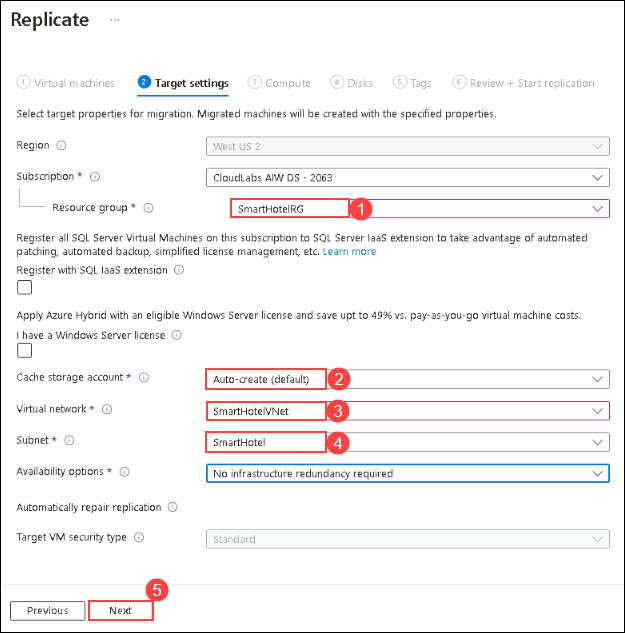 Replicate ...
1 Virtual machines 2 Target settings 3 Compute 4 Disks 5 Tags 6 Review + Start replication
Select target properties for migration. Migrated machines will be created with the specified properties.
Region West US 2
Subscription * CloudLabs AIW DS - 2063
Resource group * SmartHotelRG 1
Register all SQL Server Virtual Machines on this subscription to SQL Server IaaS extension to take advantage of automated
patching, automated backup, simplified license management, etc. Learn more
Register with SQL IaaS extension
Apply Azure Hybrid with an eligible Windows Server license and save upt to 49% vs. pay-as-you-go virtual machine costs.
I have a Windows Server license
Cache storage account * Auto-create (default) 2
Virtual network * SmartHotelVNet 3
Subnet * SmartHotel 4
Availability options * No infrastructure redundancy required
Automatically repair replication
Target VM security type Standard
5
Previous Next